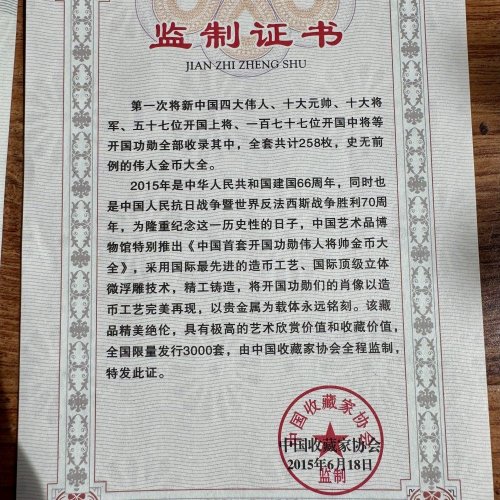 监制证书
JIAN ZHI ZHENG SHU
第一次将新中国四大伟人、十大元帅、十大将
军、五十七位开国上将、一百七十七位开国中将等
开国功勋全部收录其中，全套共计258枚，史无前
例的伟人金币大全。
2015年是中华人民共和国建国66周年，同时也
是中国人民抗日战争暨世界反法西斯战争胜利70周
年，为隆重纪念这一历史性的日子，中国艺术品博
物馆特别推出《中国首套开国功勋伟人将帅金币大
全》，采用国际最先进的造币工艺、国际顶级立体
微浮雕技术，精工铸造，将开国功勋们的肖像以造
币工艺完美再现，以贵金属为载体永远铭刻。该藏
品精美绝伦，具有极高的艺术欣赏价值和收藏价值，
全国限量发行3000套，由中国收藏家协会全程监制，
特发此证。
中国收藏家协会
中国收藏家协会
2015年6月18日
监制